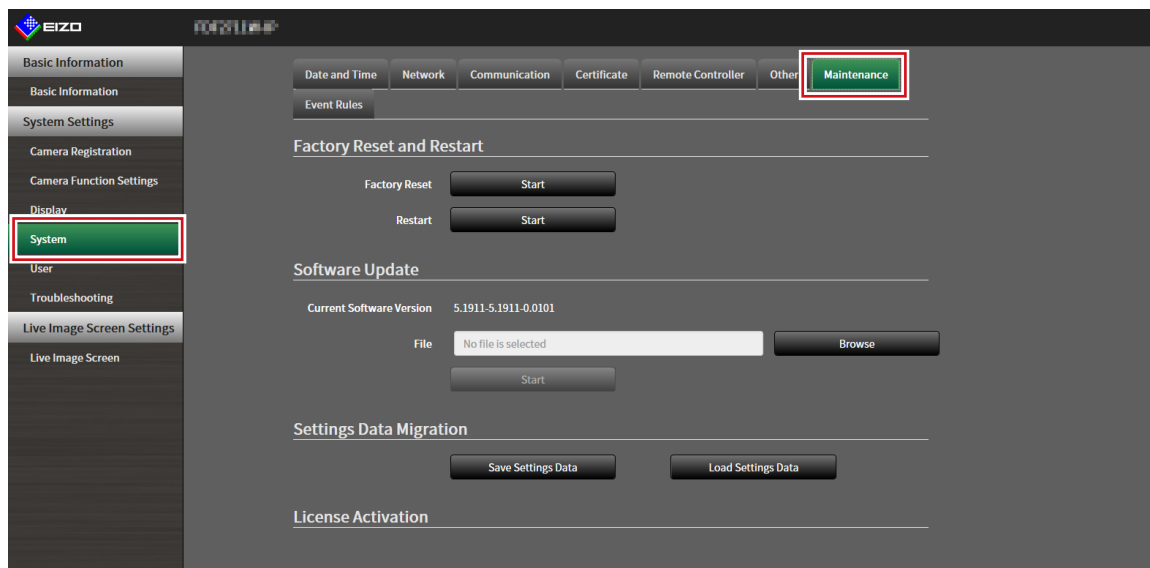 EIZO
Basic Information
Basic Information
System Settings
Camera Registration
Camera Function Settings
Display
System
User
Troubleshooting
Live Image Screen Settings
Live Image Screen
Date and Time Network Communication Certificate Remote Controller Other Maintenance
Event Rules
Factory Reset and Restart
Factory Reset Start
Restart Start
Software Update
Current Software Version 5.1911-5.1911-0.0101
File No file is selected Browse
Start
Settings Data Migration
Save Settings Data Load Settings Data
License Activation